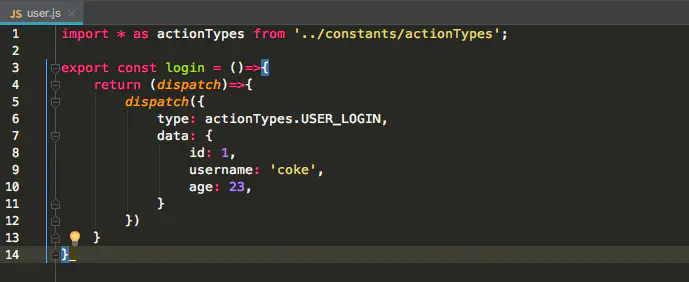 JS user.js ×
1 import * as actionTypes from '../constants/actionTypes';
2
3 export const login = ()=>{
4     return (dispatch)=>{
5         dispatch({
6             type: actionTypes.USER_LOGIN,
7             data: {
8                 id: 1,
9                 username: 'coke',
10                 age: 23,
11             }
12         })
13     }
14 }